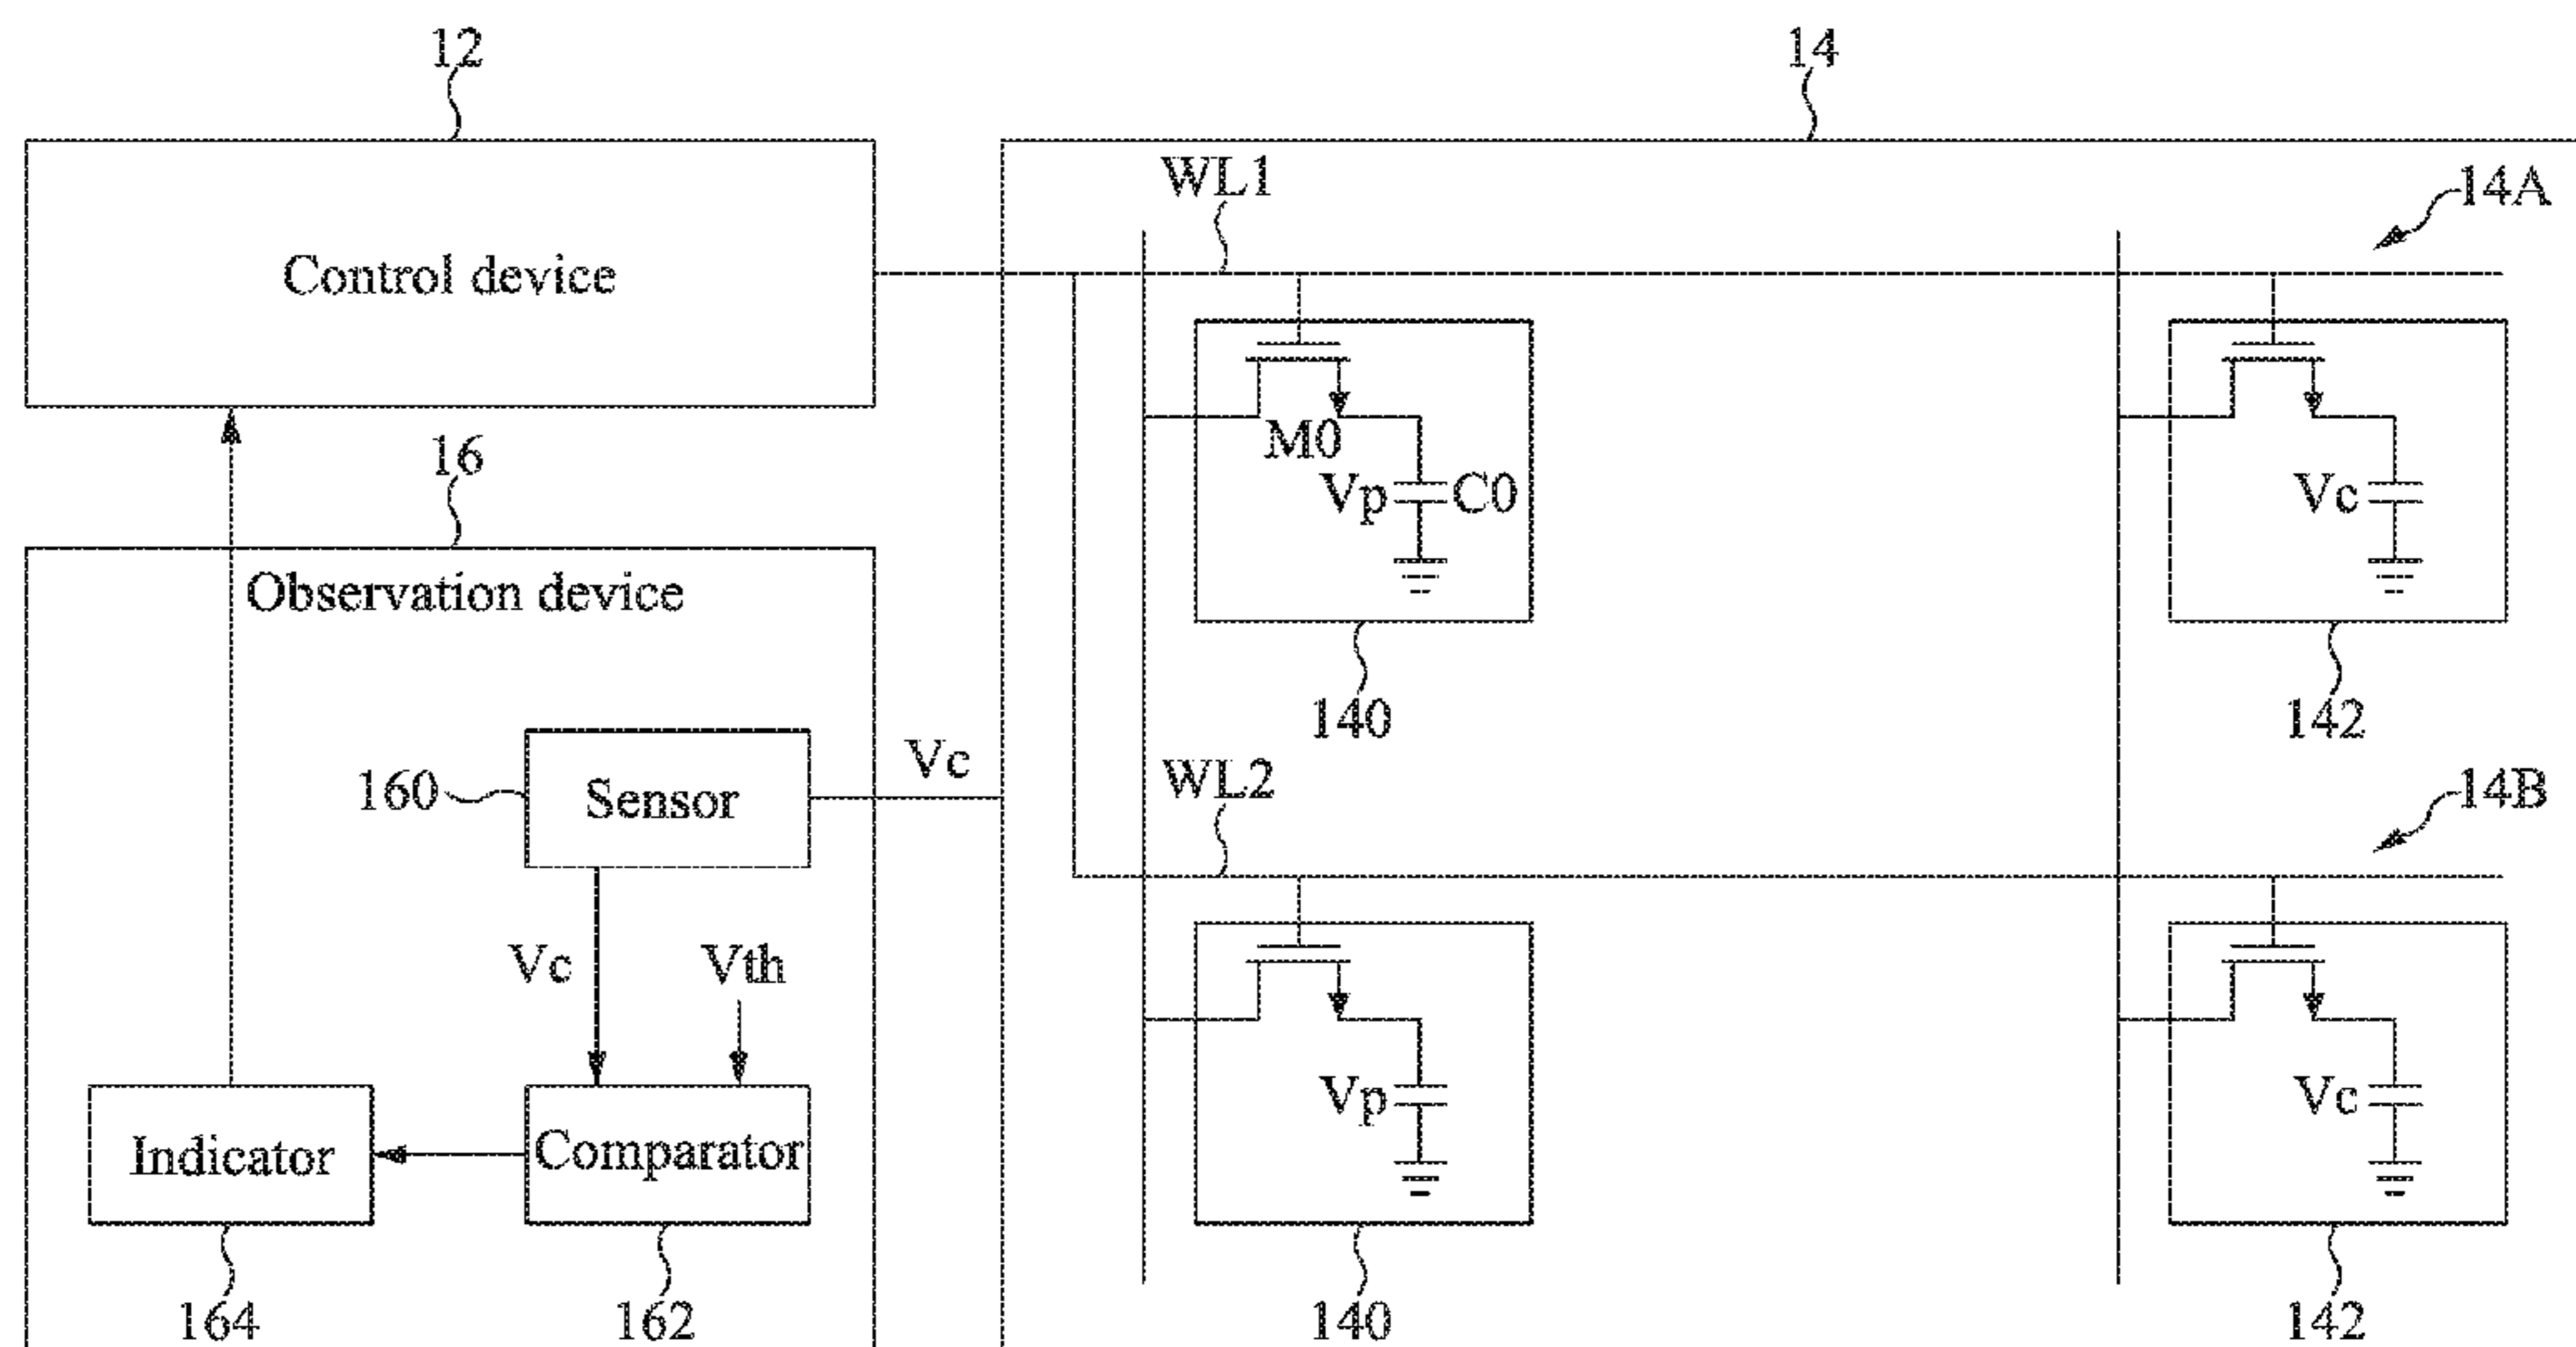 12
14
WL1
14A
Control device
M0
Vp
C0
Vc
16
Observation device
140
142
160
Sensor
Vc
WL2
14B
Vc
Vth
Vp
Vc
Indicator
Comparator
164
162
140
142